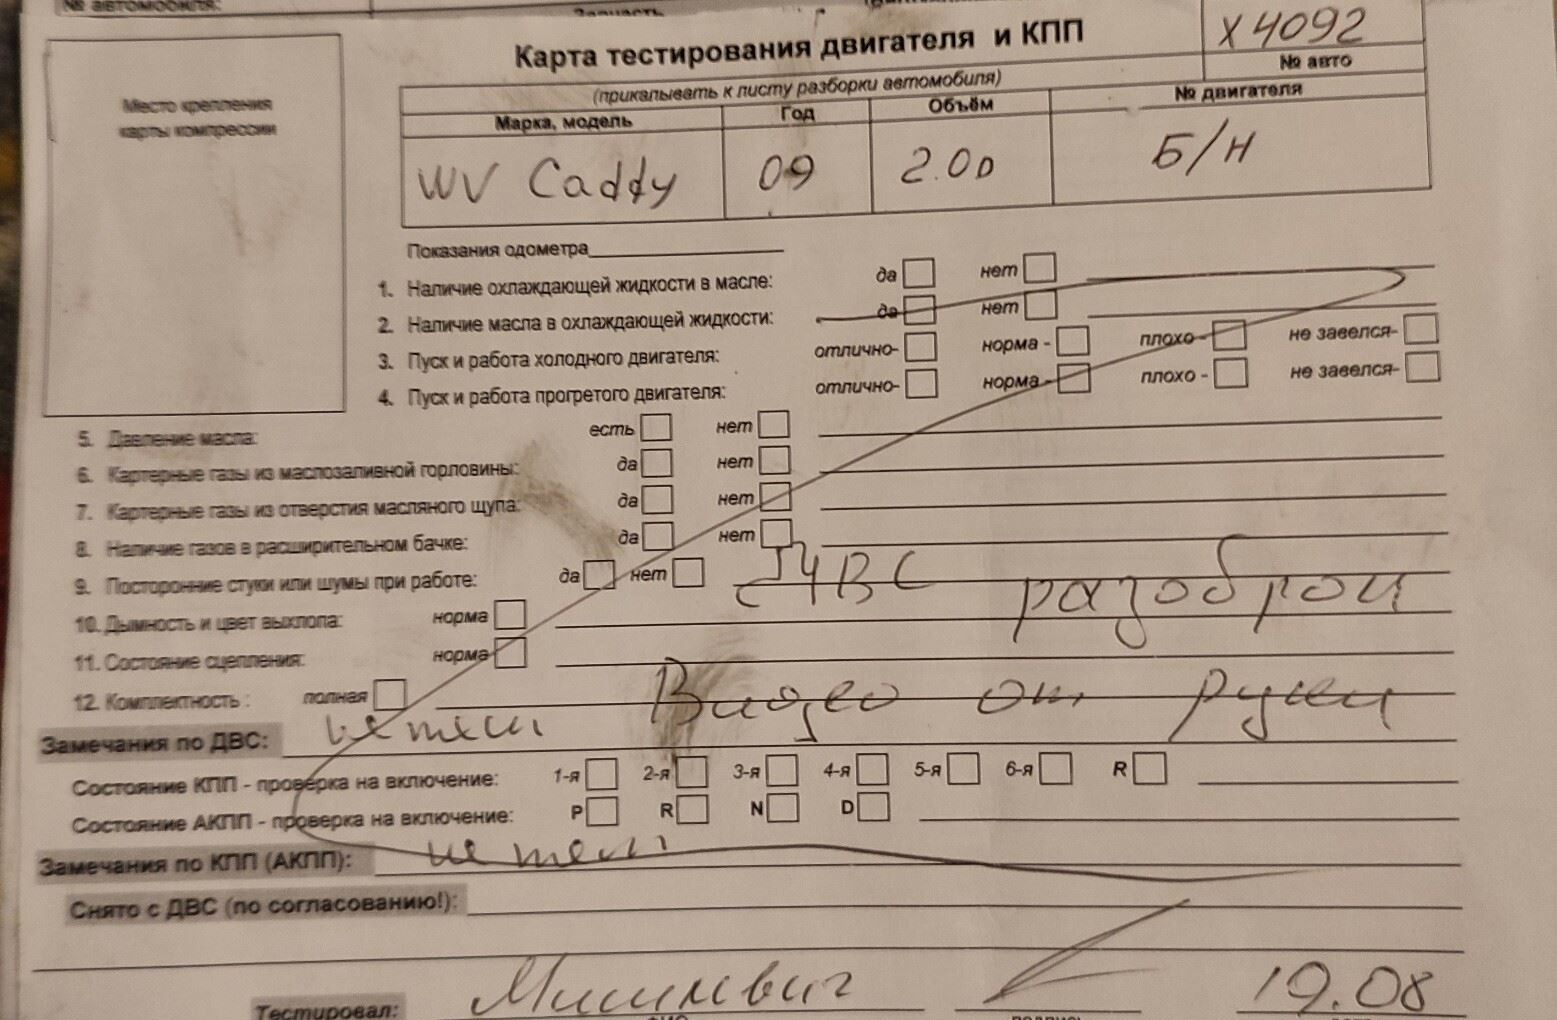 № автомобиля:
Запчасть
Карта тестирования двигателя и КПП
X 4092
№ авто
(прикалывать к листу разборки автомобиля)
Место крепления
карты компрессии
Марка, модель Год Объём № двигателя
WV Caddy 09 2.0D Б/Н
Показания одометра
1. Наличие охлаждающей жидкости в масле: да нет
2. Наличие масла в охлаждающей жидкости: да нет
3. Пуск и работа холодного двигателя: отлично- норма - плохо - не завелся-
4. Пуск и работа прогретого двигателя: отлично- норма - плохо - не завелся-
5. Давление масла: есть нет
6. Картерные газы из маслозаливной горловины: да нет
7. Картерные газы из отверстия масляного щупа: да нет
8. Наличие газов в расширительном бачке: да нет
9. Посторонние стуки или шумы при работе: да нет ДВС разобран
10. Дымность и цвет выхлопа: норма
11. Состояние сцепления: норма
12. Комплектность : полная Видео от руки
Замечания по ДВС: не тест
Состояние КПП - проверка на включение: 1-я 2-я 3-я 4-я 5-я 6-я R
Состояние АКПП - проверка на включение: P R N D
Замечания по КПП (АКПП): не тест
Снято с ДВС (по согласованию!):
Тестировал: 19.08